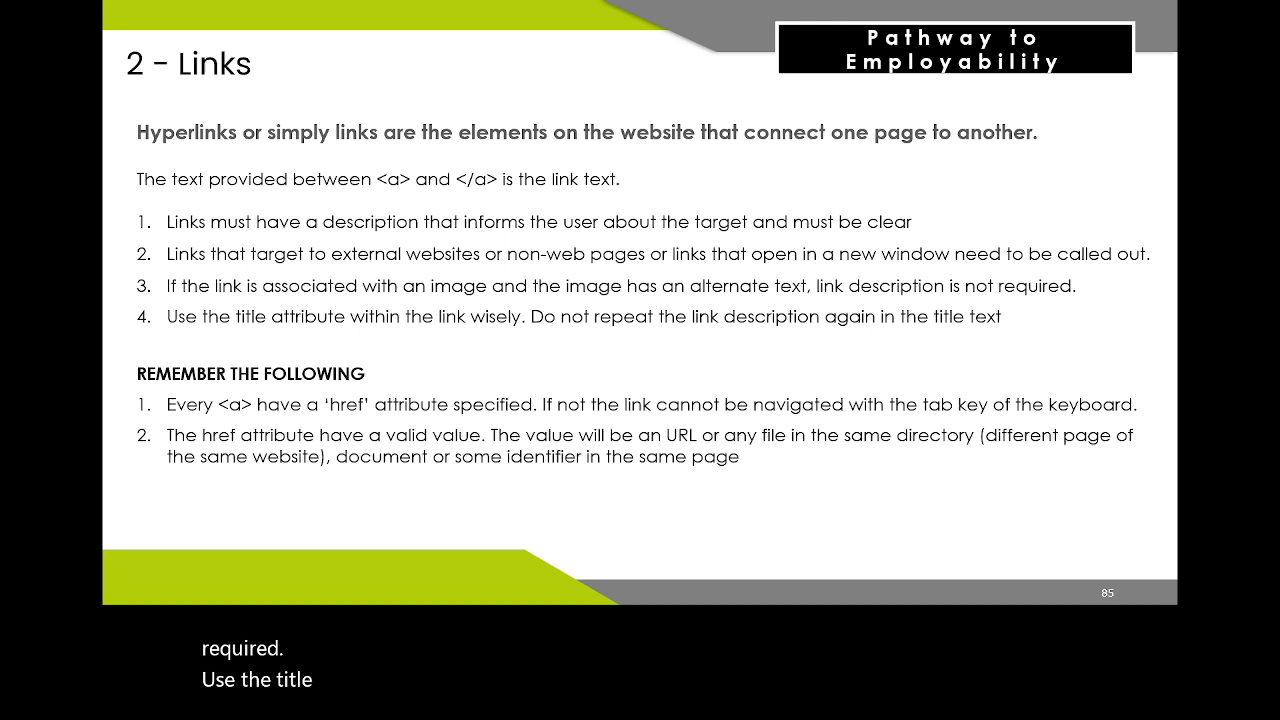 Pathway to
Employability
2 - Links
Hyperlinks or simply links are the elements on the website that connect one page to another.
The text provided between <a> and </a> is the link text.
1. Links must have a description that informs the user about the target and must be clear
2. Links that target to external websites or non-web pages or links that open in a new window need to be called out.
3. If the link is associated with an image and the image has an alternate text, link description is not required.
4. Use the title attribute within the link wisely. Do not repeat the link description again in the title text
REMEMBER THE FOLLOWING
1. Every <a> have a ‘href’ attribute specified. If not the link cannot be navigated with the tab key of the keyboard.
2. The href attribute have a valid value. The value will be an URL or any file in the same directory (different page of
the same website), document or some identifier in the same page
85
required.
Use the title